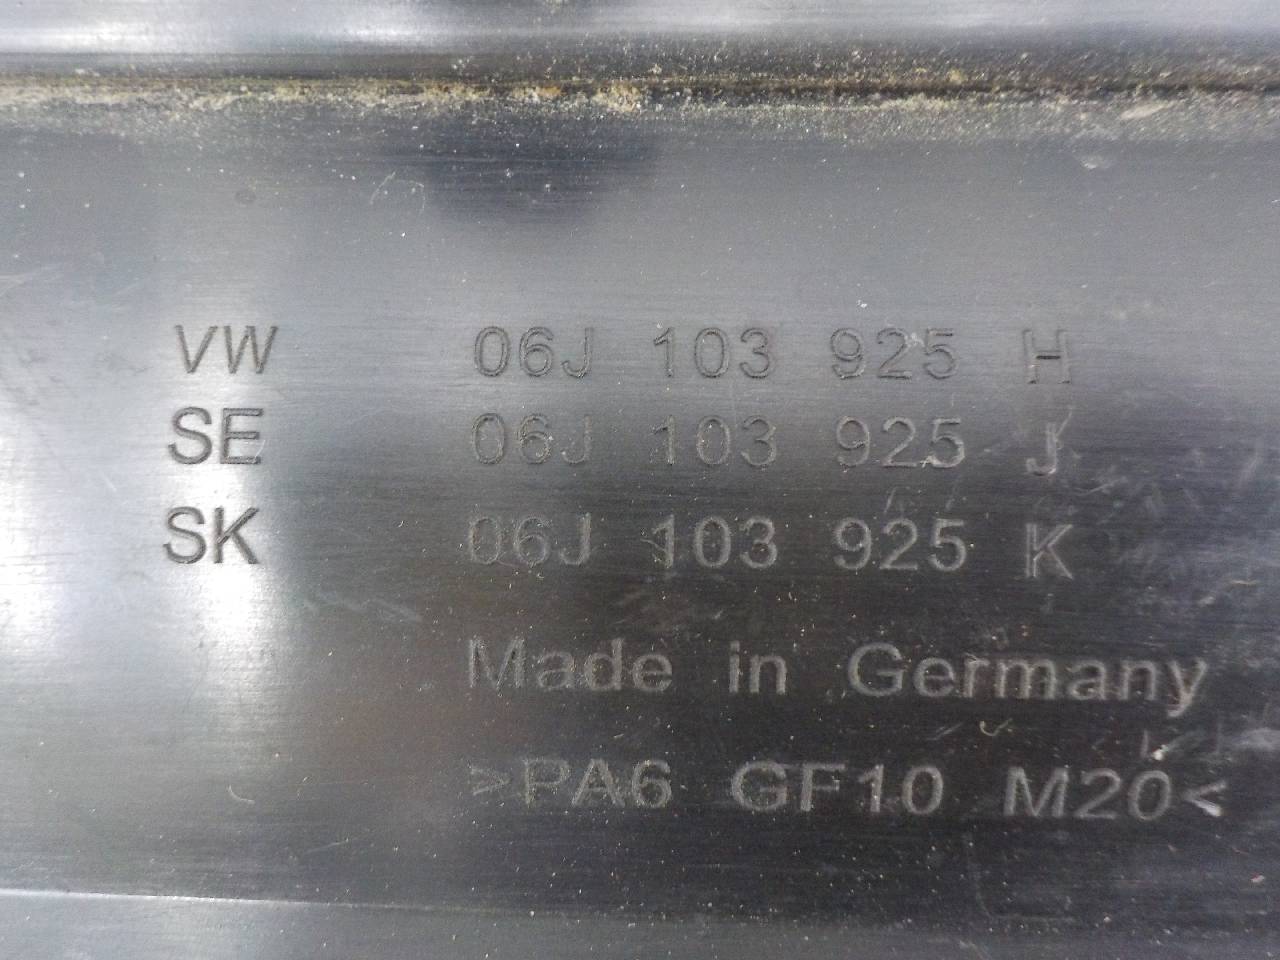 VW 06J 103 925 H
SE 06J 103 925 J
SK 06J 103 925 K
Made in Germany
>PA6 GF10 M20<